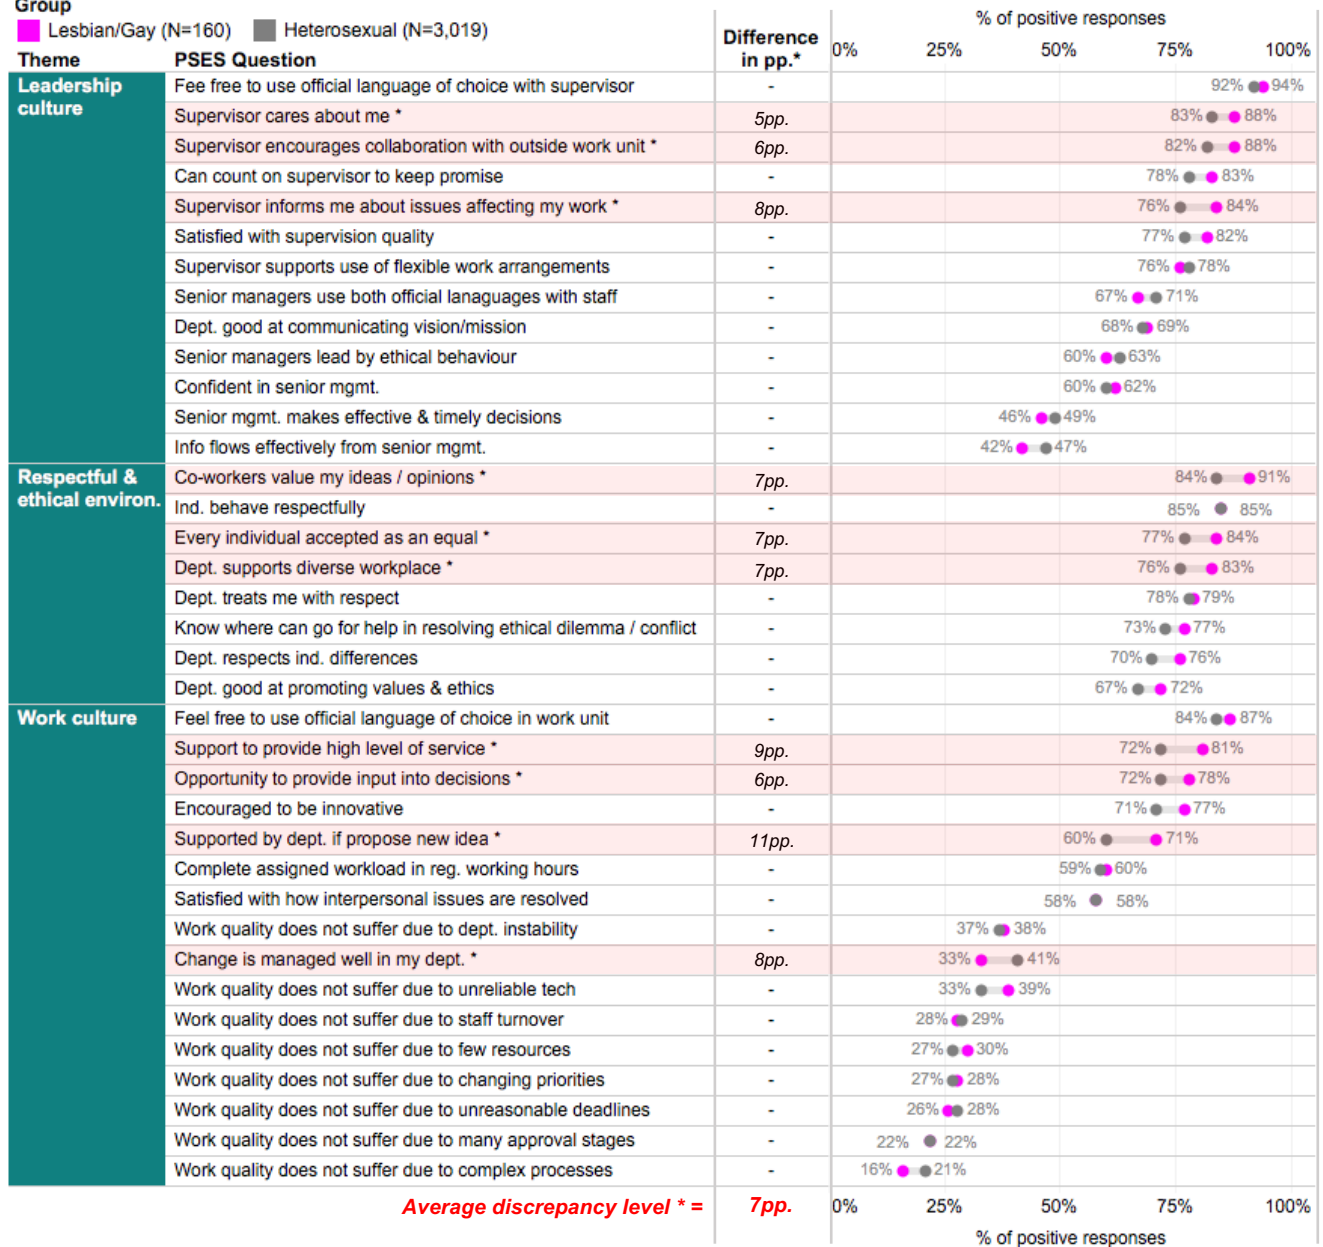 Group
Lesbian/Gay (N=160) Heterosexual (N=3,019)
% of positive responses
Theme PSES Question Difference in pp.* 0% 25% 50% 75% 100%
Leadership culture
Fee free to use official language of choice with supervisor - 92% 94%
Supervisor cares about me * 5pp. 83% 88%
Supervisor encourages collaboration with outside work unit * 6pp. 82% 88%
Can count on supervisor to keep promise - 78% 83%
Supervisor informs me about issues affecting my work * 8pp. 76% 84%
Satisfied with supervision quality - 77% 82%
Supervisor supports use of flexible work arrangements - 76% 78%
Senior managers use both official lanaguages with staff - 67% 71%
Dept. good at communicating vision/mission - 68% 69%
Senior managers lead by ethical behaviour - 60% 63%
Confident in senior mgmt. - 60% 62%
Senior mgmt. makes effective & timely decisions - 46% 49%
Info flows effectively from senior mgmt. - 42% 47%
Respectful & ethical environ.
Co-workers value my ideas / opinions * 7pp. 84% 91%
Ind. behave respectfully - 85% 85%
Every individual accepted as an equal * 7pp. 77% 84%
Dept. supports diverse workplace * 7pp. 76% 83%
Dept. treats me with respect - 78% 79%
Know where can go for help in resolving ethical dilemma / conflict - 73% 77%
Dept. respects ind. differences - 70% 76%
Dept. good at promoting values & ethics - 67% 72%
Work culture
Feel free to use official language of choice in work unit - 84% 87%
Support to provide high level of service * 9pp. 72% 81%
Opportunity to provide input into decisions * 6pp. 72% 78%
Encouraged to be innovative - 71% 77%
Supported by dept. if propose new idea * 11pp. 60% 71%
Complete assigned workload in reg. working hours - 59% 60%
Satisfied with how interpersonal issues are resolved - 58% 58%
Work quality does not suffer due to dept. instability - 37% 38%
Change is managed well in my dept. * 8pp. 33% 41%
Work quality does not suffer due to unreliable tech - 33% 39%
Work quality does not suffer due to staff turnover - 28% 29%
Work quality does not suffer due to few resources - 27% 30%
Work quality does not suffer due to changing priorities - 27% 28%
Work quality does not suffer due to unreasonable deadlines - 26% 28%
Work quality does not suffer due to many approval stages - 22% 22%
Work quality does not suffer due to complex processes - 16% 21%
Average discrepancy level * = 7pp. 0% 25% 50% 75% 100%
% of positive responses